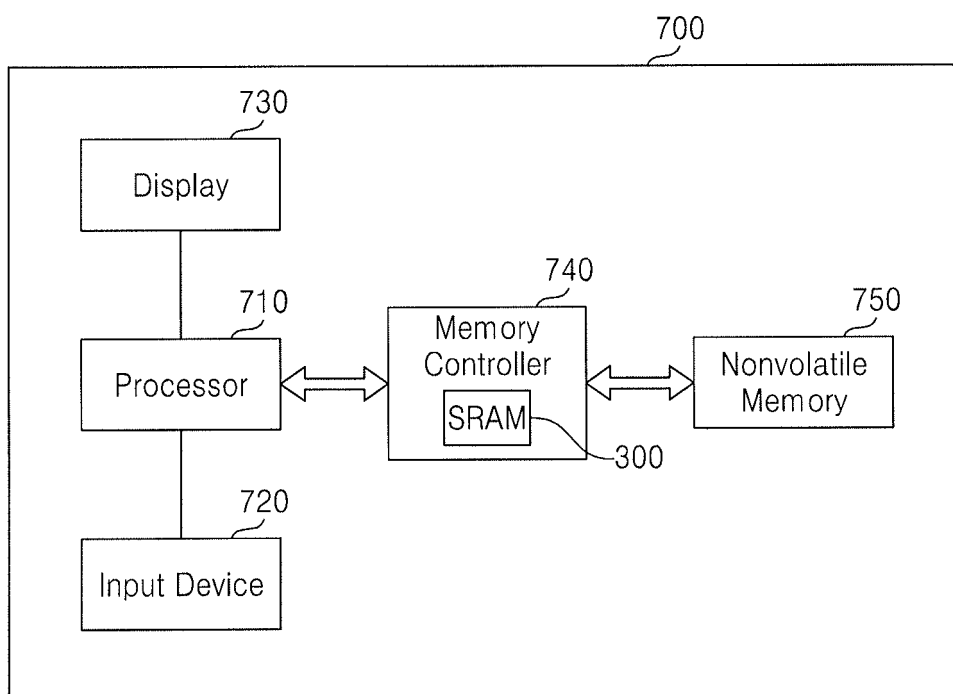 700
730
Display
710
Processor
740
Memory
Controller
SRAM
300
750
Nonvolatile
Memory
720
Input Device